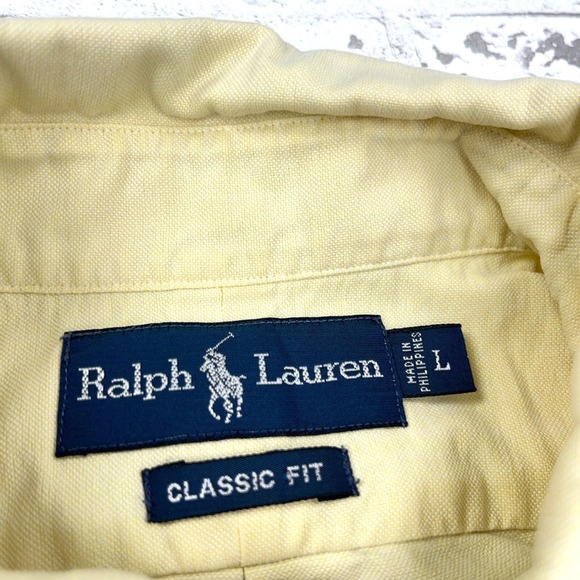 Ralph Lauren
MADE IN
PHILIPPINES
L
CLASSIC FIT